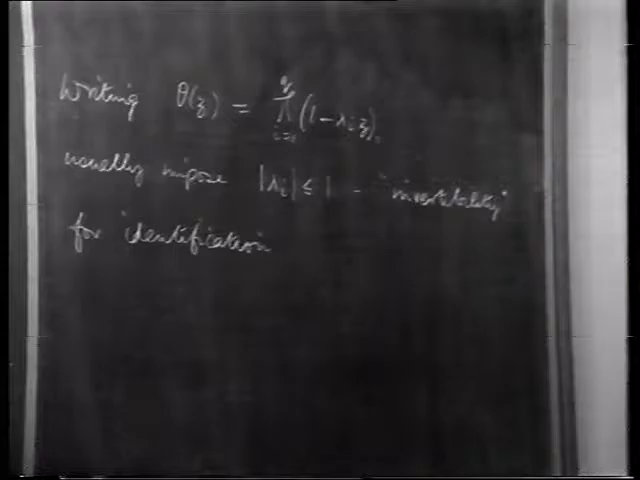 Writing θ(z) = ∏_{i=1}^{q} (1 - λ_i z).
usually impose |λ_i| ≤ 1 - "invertibility"
for identification